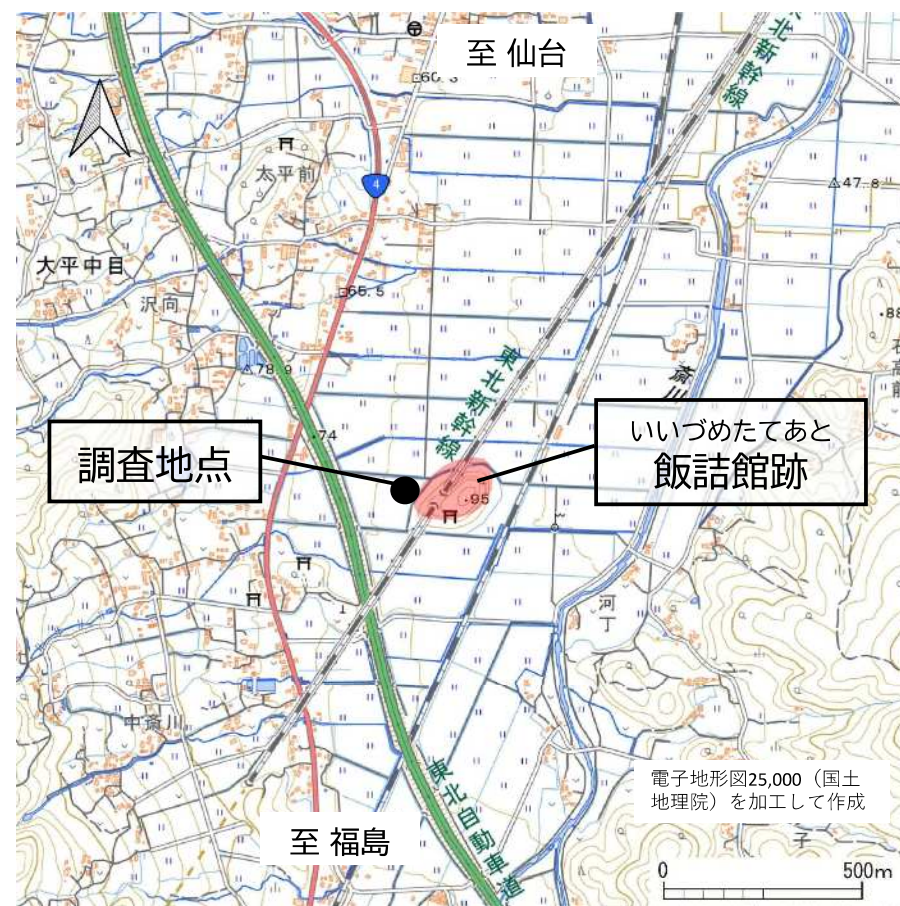 至 仙台
東北新幹線
60.3
太平前
4
47.8
大平中目
65.5
沢向
88
78.9
東北新幹線
斎川
74
いいづめたてあと
飯詰館跡
調査地点
95
河
丁
中斎川
東北自動車道
電子地形図25,000（国土
地理院）を加工して作成
至 福島
子
0 500m